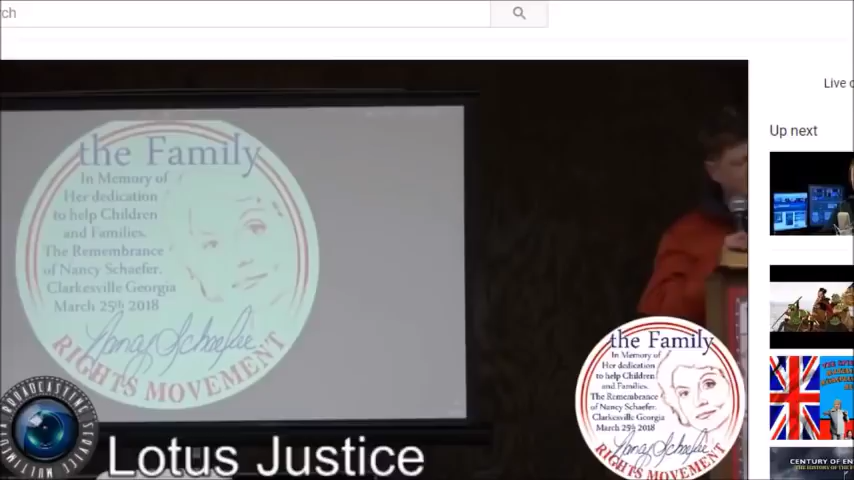 ch
Live
Up next
the Family
In Memory of
Her dedication
to help Children
and Families.
The Remembrance
of Nancy Schaefer.
Clarkesville Georgia
March 25th 2018
Nancy Schaefer
RIGHTS MOVEMENT
the Family
In Memory of
Her dedication
to help Children
and Families.
The Remembrance
of Nancy Schaefer.
Clarkesville Georgia
March 25th 2018
Nancy Schaefer
RIGHTS MOVEMENT
MULTIMEDIA BROADCASTING SERVICE
Lotus Justice
CENTURY OF EN